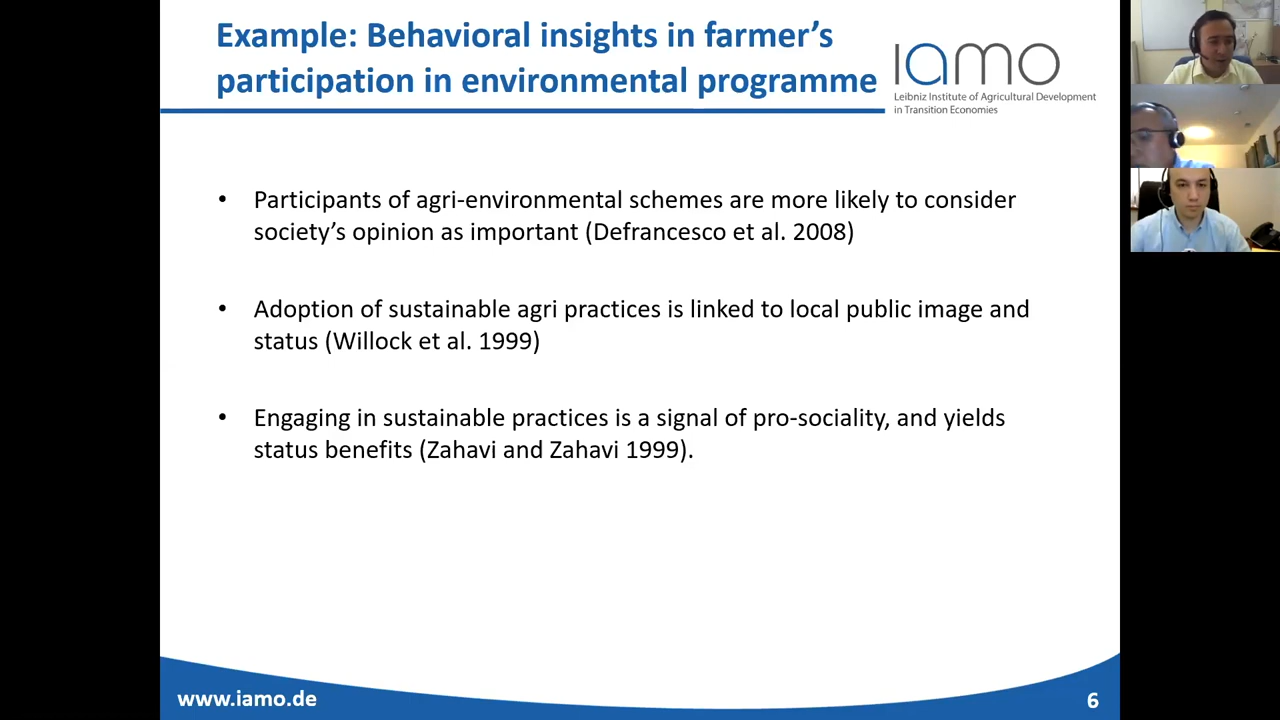 Example: Behavioral insights in farmer's
participation in environmental programme
iamo
Leibniz Institute of Agricultural Development
in Transition Economies
• Participants of agri-environmental schemes are more likely to consider
society's opinion as important (Defrancesco et al. 2008)
• Adoption of sustainable agri practices is linked to local public image and
status (Willock et al. 1999)
• Engaging in sustainable practices is a signal of pro-sociality, and yields
status benefits (Zahavi and Zahavi 1999).
www.iamo.de
6